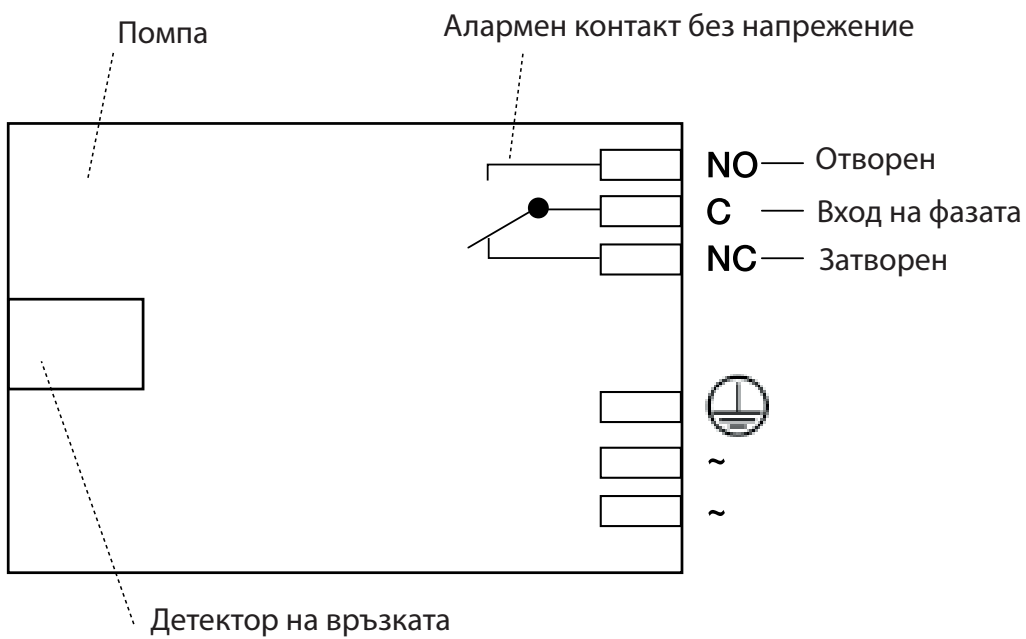 Помпа
Алармен контакт без напрежение
NO Отворен
C Вход на фазата
NC Затворен
~
~
Детектор на връзката